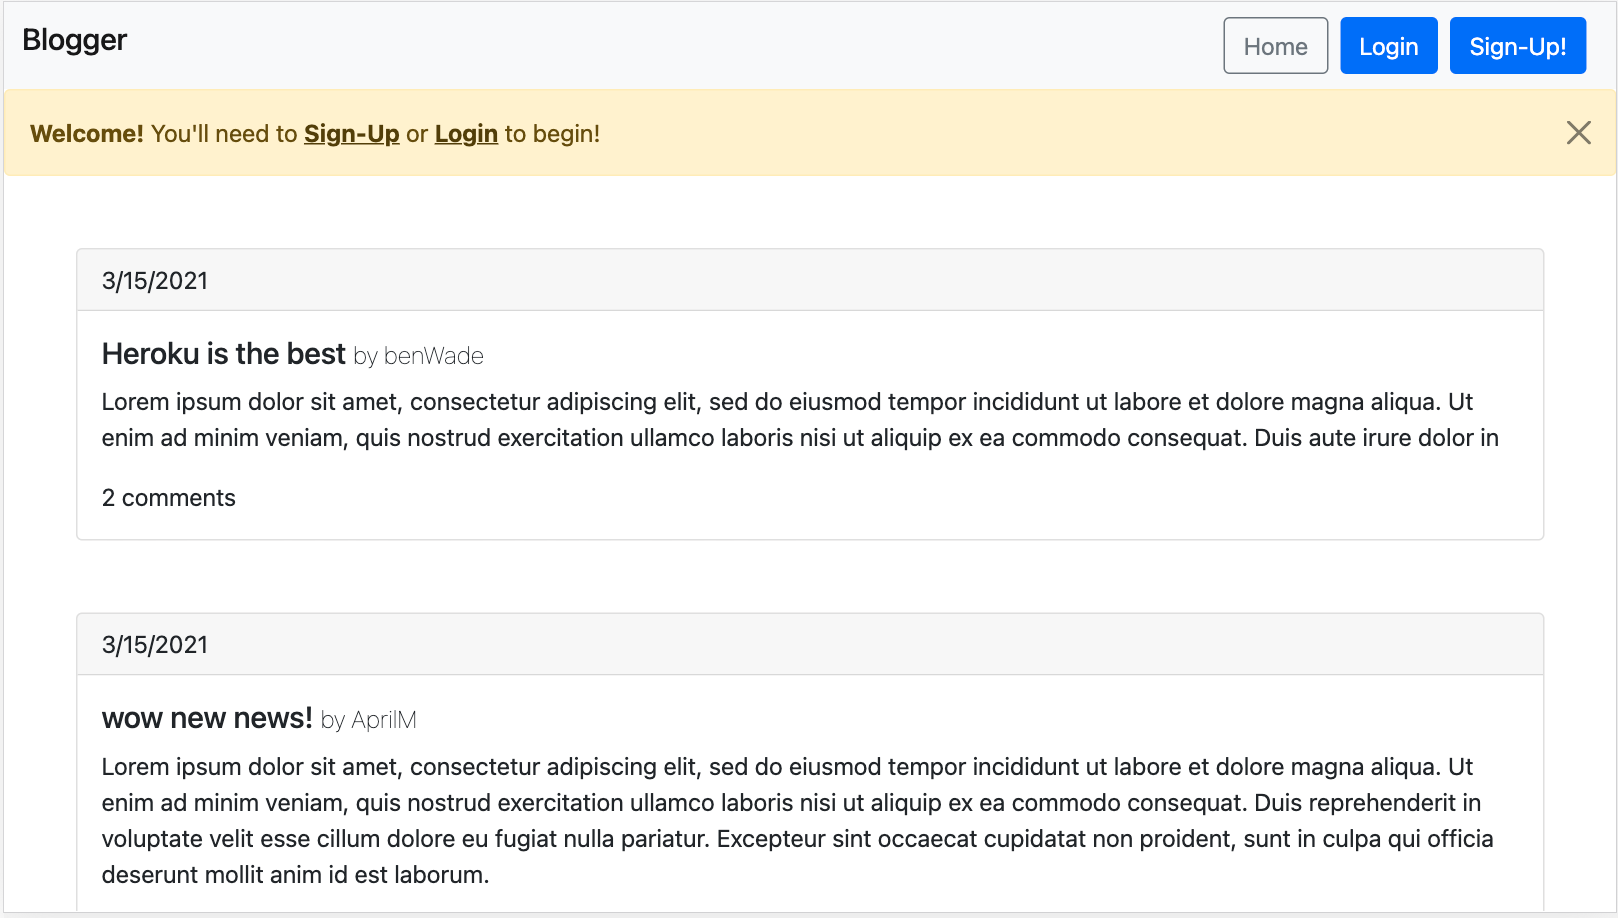 Blogger
Home Login Sign-Up!
Welcome! You'll need to Sign-Up or Login to begin!
3/15/2021
Heroku is the best by benWade
Lorem ipsum dolor sit amet, consectetur adipiscing elit, sed do eiusmod tempor incididunt ut labore et dolore magna aliqua. Ut
enim ad minim veniam, quis nostrud exercitation ullamco laboris nisi ut aliquip ex ea commodo consequat. Duis aute irure dolor in
2 comments
3/15/2021
wow new news! by AprilM
Lorem ipsum dolor sit amet, consectetur adipiscing elit, sed do eiusmod tempor incididunt ut labore et dolore magna aliqua. Ut
enim ad minim veniam, quis nostrud exercitation ullamco laboris nisi ut aliquip ex ea commodo consequat. Duis reprehenderit in
voluptate velit esse cillum dolore eu fugiat nulla pariatur. Excepteur sint occaecat cupidatat non proident, sunt in culpa qui officia
deserunt mollit anim id est laborum.